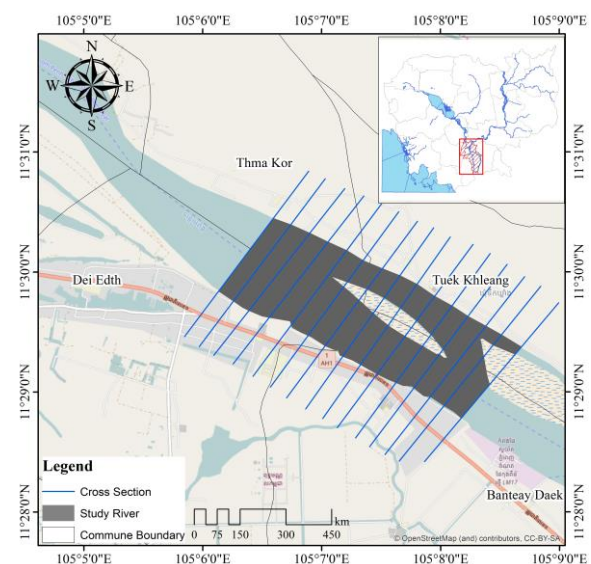 105°5'0"E 105°6'0"E 105°7'0"E 105°8'0"E 105°9'0"E
N
W E
S
11°31'0"N
11°31'0"N
Thma Kor
11°30'0"N
11°30'0"N
Dei Edth
Tuek Khleang
1
AH1
11°29'0"N
11°29'0"N
LM17
Banteay Daek
Legend
Cross Section
Study River
Commune Boundary
km
0 75 150 300 450
11°28'0"N
11°28'0"N
© OpenStreetMap (and) contributors, CC-BY-SA
105°5'0"E 105°6'0"E 105°7'0"E 105°8'0"E 105°9'0"E